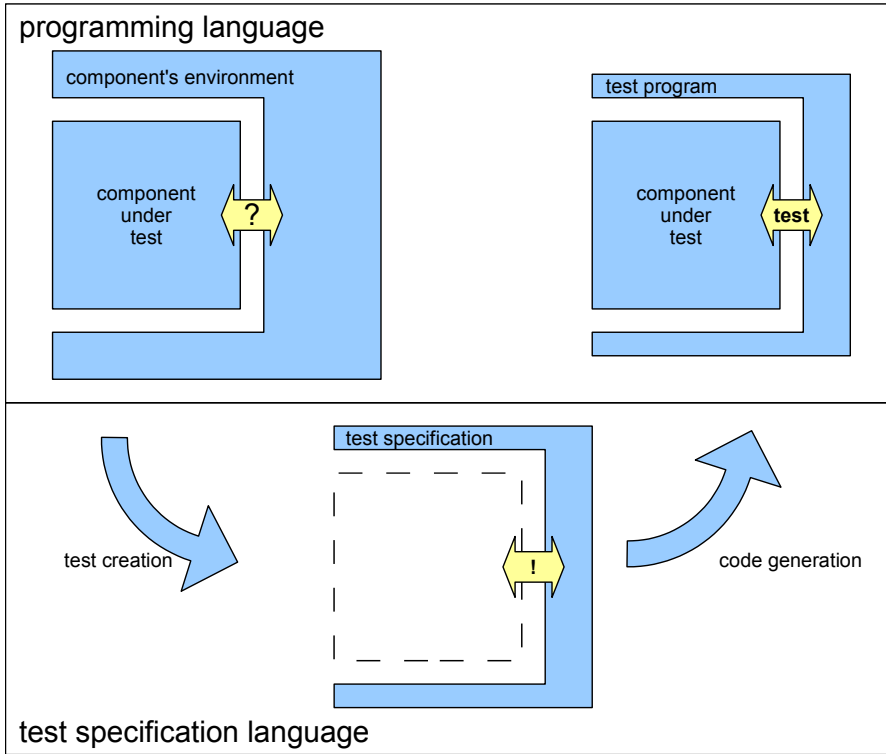 programming language
component's environment
component
under
test
?
test program
component
under
test
test
test creation
test specification
!
code generation
test specification language